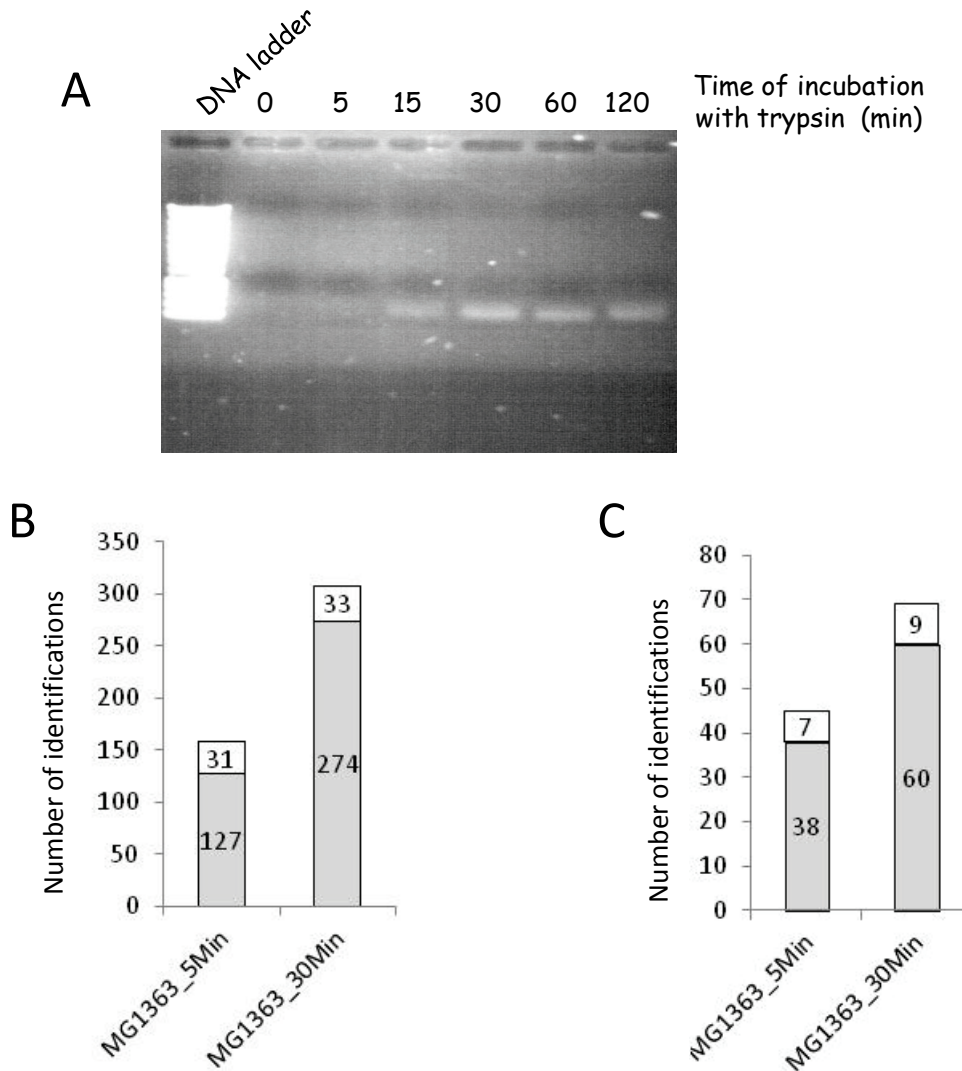 A
DNA ladder
0 5 15 30 60 120
Time of incubation
with trypsin (min)
B
Number of identifications
350
300
250
200
150
100
50
0
31
127
33
274
MG1363_5Min
MG1363_30Min
C
Number of identifications
80
70
60
50
40
30
20
10
0
7
38
9
60
MG1363_5Min
MG1363_30Min